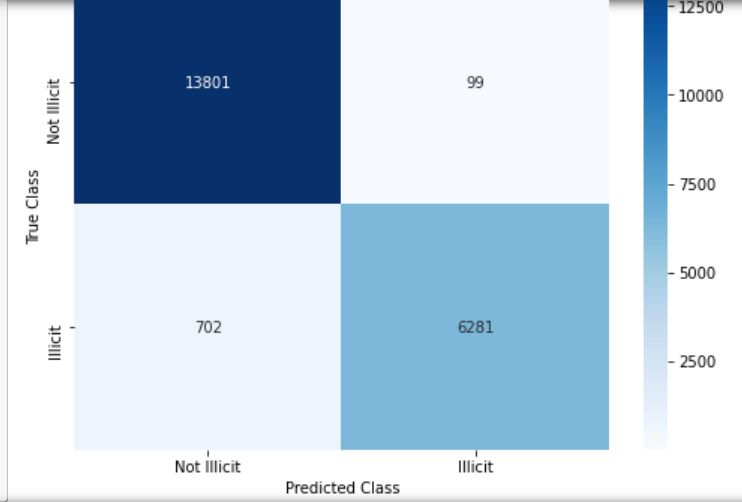 12500
Not Illicit
13801
99
10000
7500
True Class
5000
Illicit
702
6281
2500
Not Illicit
Illicit
Predicted Class